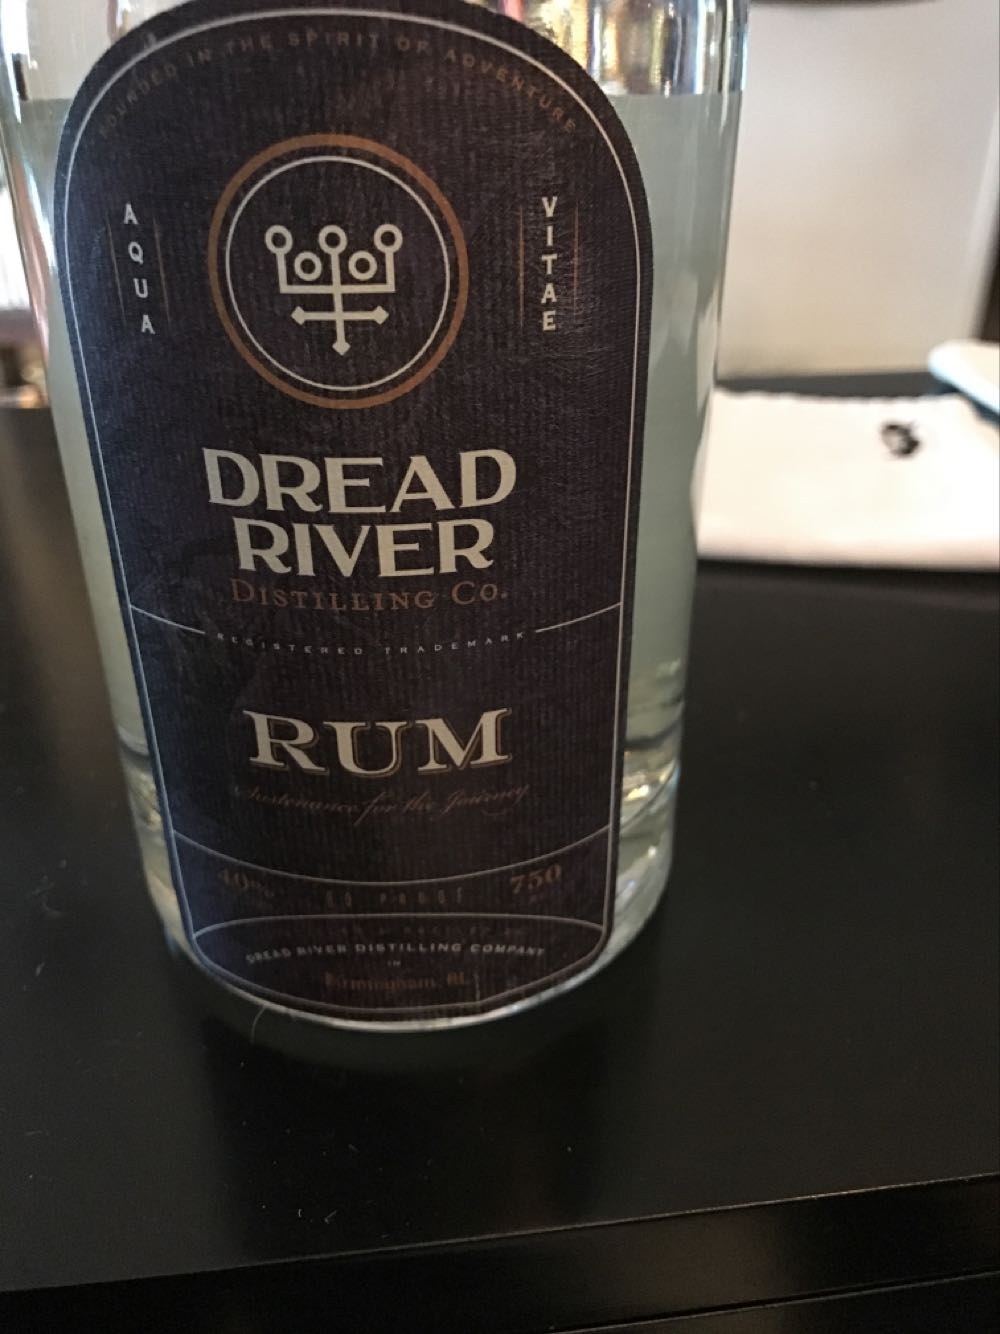 FOUNDED IN THE SPIRIT OF ADVENTURE
AQUA
VITAE
DREAD
RIVER
DISTILLING CO.
REGISTERED TRADEMARK
RUM
Sustenance for the Journey
40%
80 PROOF
750
DREAD RIVER DISTILLING COMPANY
IN
Birmingham, AL